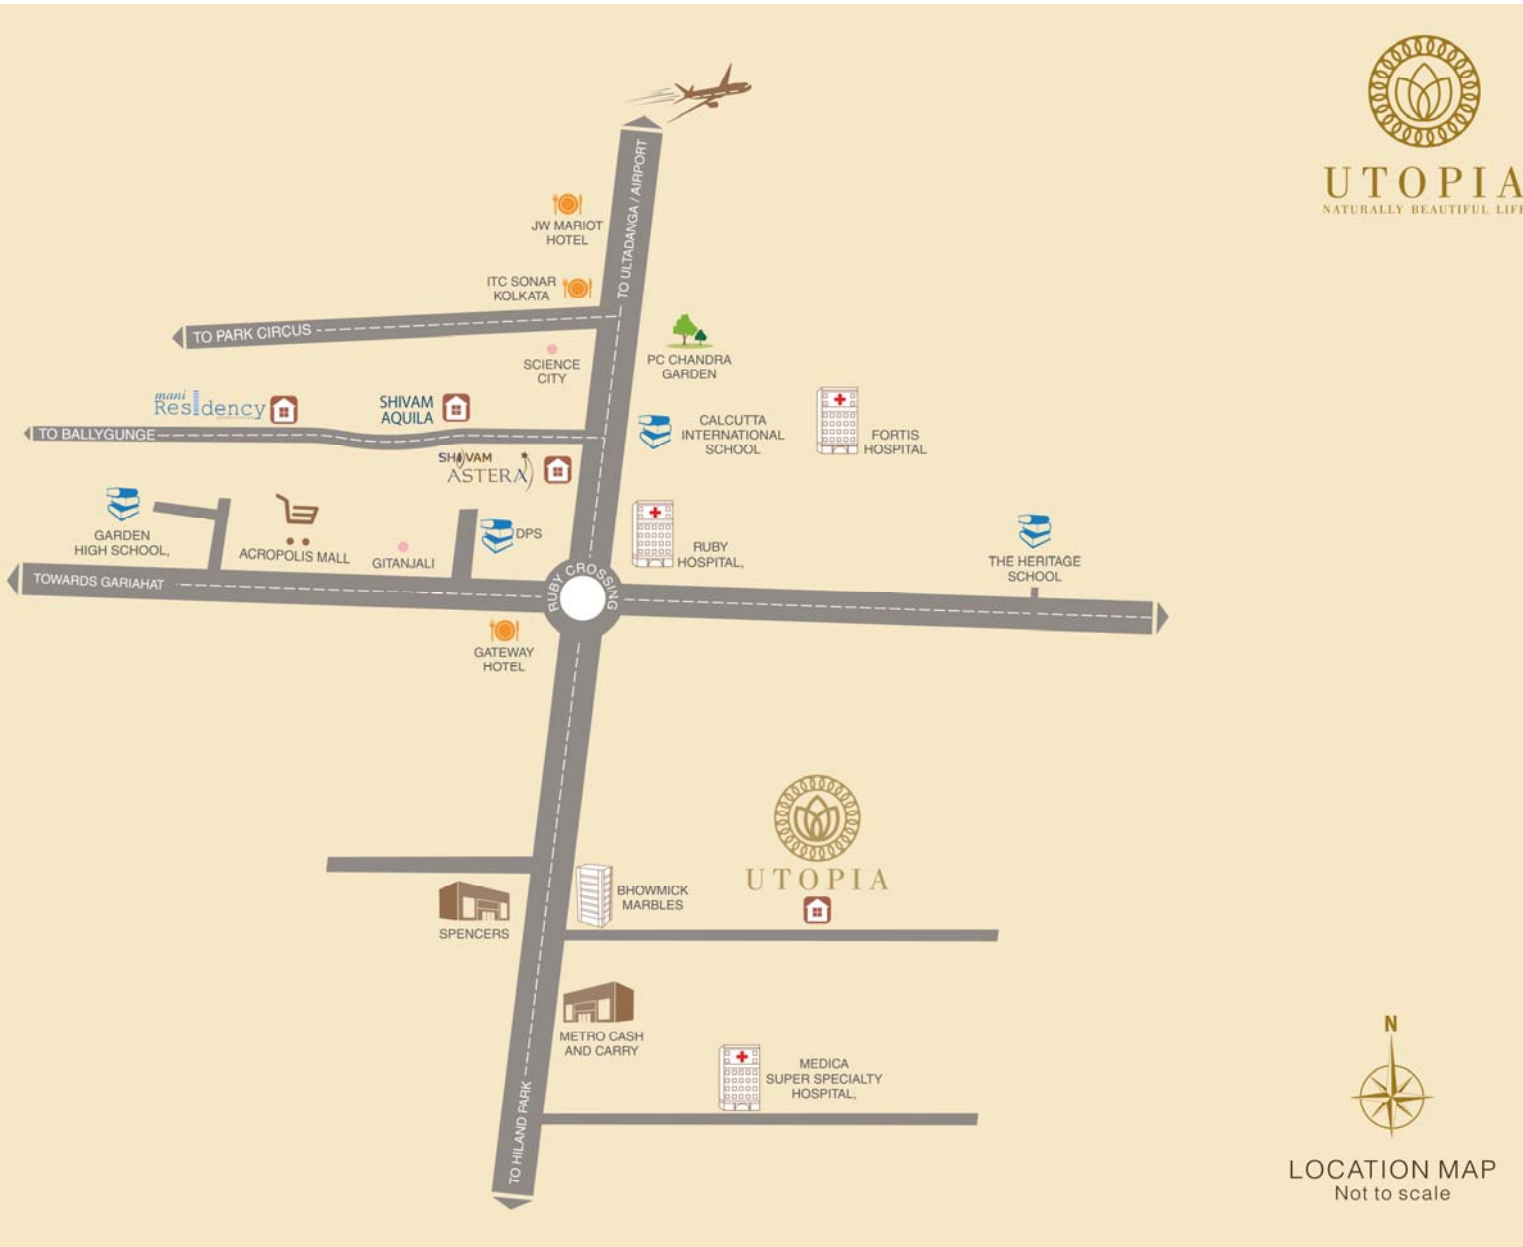 UTOPIA
NATURALLY BEAUTIFUL LIFE
TO ULTADANGA / AIRPORT
JW MARIOT
HOTEL
ITC SONAR
KOLKATA
TO PARK CIRCUS
SCIENCE
CITY
PC CHANDRA
GARDEN
mani
Residency
SHIVAM
AQUILA
TO BALLYGUNGE
SHIVAM
ASTERA
CALCUTTA
INTERNATIONAL
SCHOOL
FORTIS
HOSPITAL
GARDEN
HIGH SCHOOL,
ACROPOLIS MALL
GITANJALI
DPS
RUBY
HOSPITAL,
THE HERITAGE
SCHOOL
TOWARDS GARIAHAT
RUBY CROSSING
GATEWAY
HOTEL
UTOPIA
BHOWMICK
MARBLES
SPENCERS
METRO CASH
AND CARRY
MEDICA
SUPER SPECIALTY
HOSPITAL,
TO HILAND PARK
N
LOCATION MAP
Not to scale